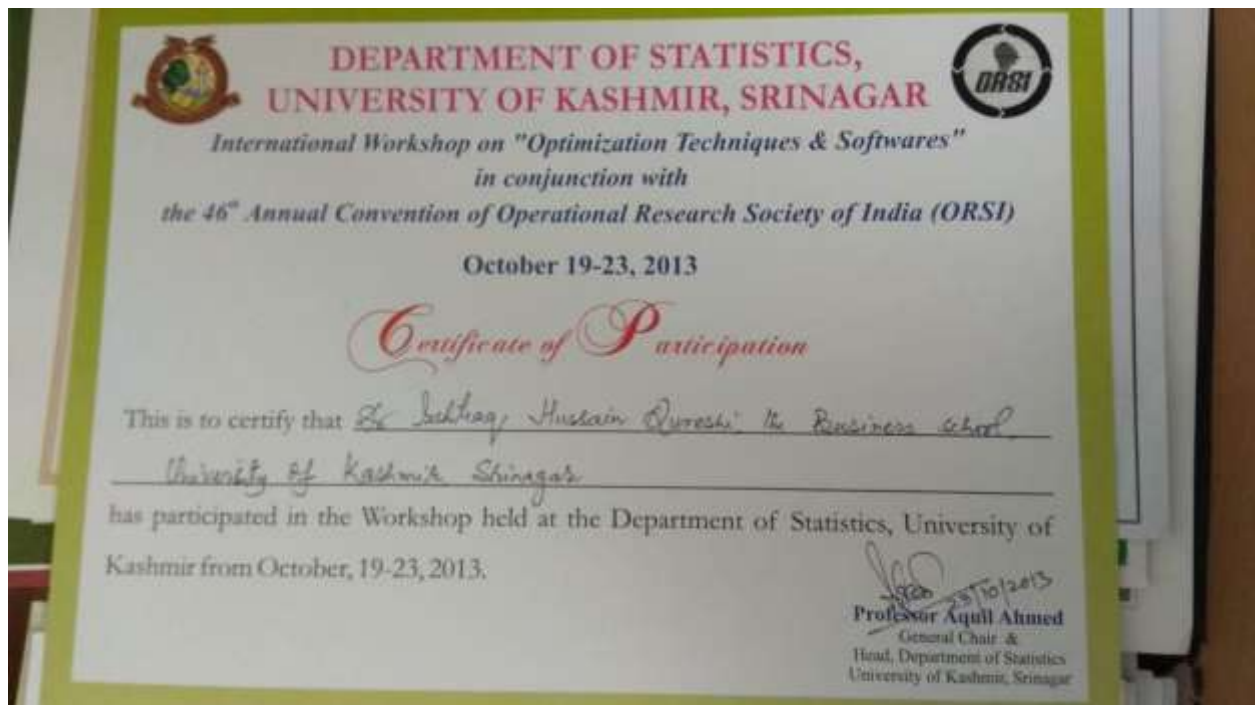 DEPARTMENT OF STATISTICS,
UNIVERSITY OF KASHMIR, SRINAGAR
ORSI
International Workshop on "Optimization Techniques & Softwares"
in conjunction with
the 46th Annual Convention of Operational Research Society of India (ORSI)
October 19-23, 2013
Certificate of Participation
This is to certify that Hussain Qureshi The Business School
University of Kashmir Srinagar
has participated in the Workshop held at the Department of Statistics, University of
Kashmir from October, 19-23, 2013.
23/10/2013
Professor Aquil Ahmed
General Chair &
Head, Department of Statistics
University of Kashmir, Srinagar